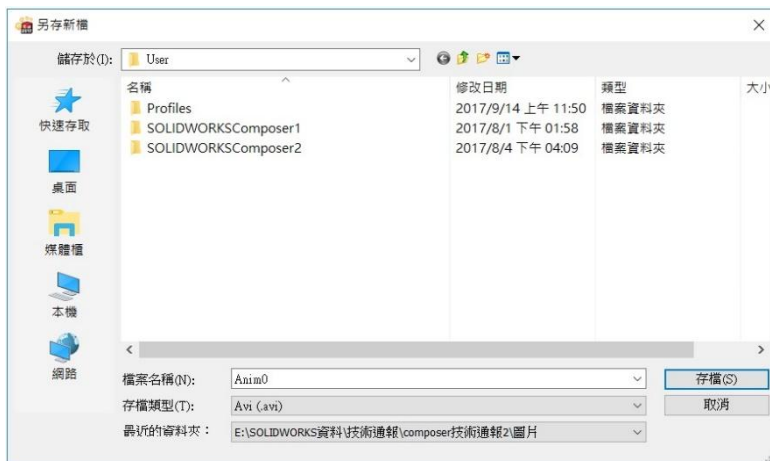 另存新檔
儲存於(I): User
名稱 修改日期 類型 大小
Profiles 2017/9/14 上午 11:50 檔案資料夾
SOLIDWORKSComposer1 2017/8/1 下午 01:58 檔案資料夾
SOLIDWORKSComposer2 2017/8/4 下午 04:09 檔案資料夾
快速存取
桌面
媒體櫃
本機
網路
檔案名稱(N): Anim0 存檔(S)
存檔類型(T): Avi (.avi) 取消
最近的資料夾： E:\SOLIDWORKS資料\技術通報\composer技術通報2\圖片